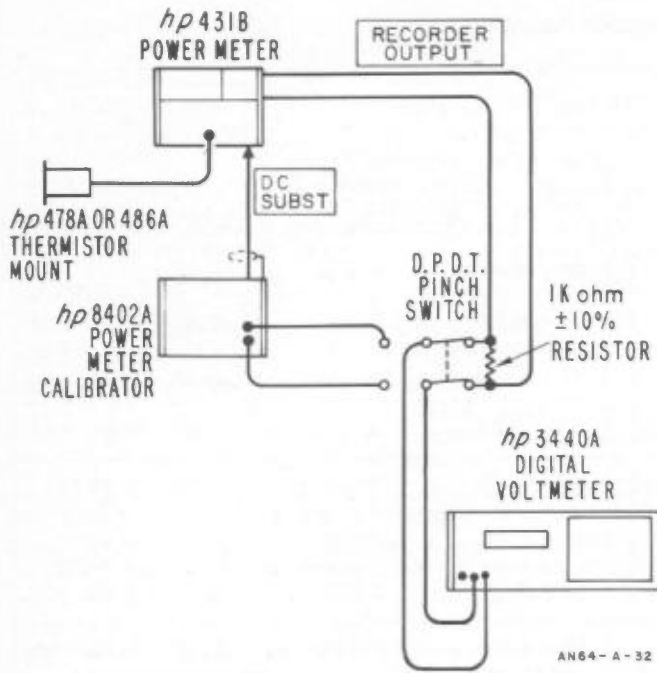 hp 431B
POWER METER
RECORDER
OUTPUT
DC
SUBST
hp 478A OR 486A
THERMISTOR
MOUNT
hp 8402A
POWER
METER
CALIBRATOR
D.P.D.T.
PINCH
SWITCH
1K ohm
±10%
RESISTOR
hp 3440A
DIGITAL
VOLTMETER
AN64-A-32